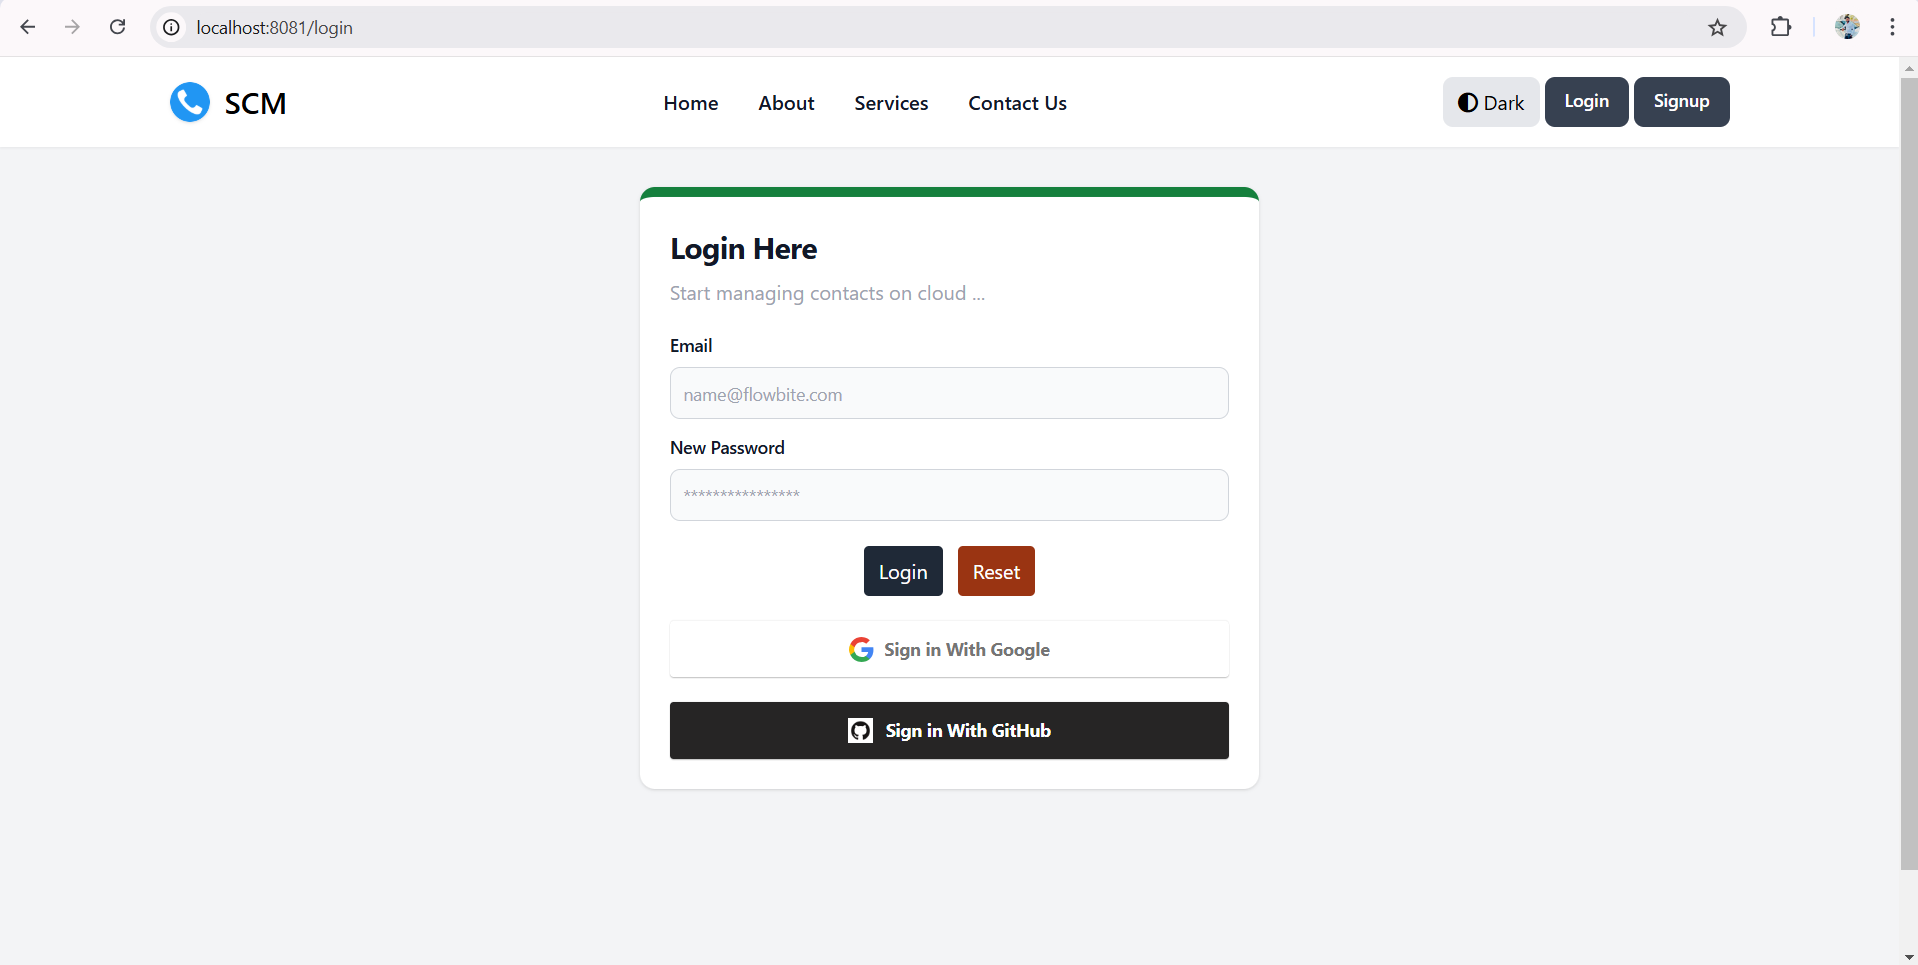 localhost:8081/login
SCM
Home About Services Contact Us
Dark Login Signup
Login Here
Start managing contacts on cloud ...
Email
name@flowbite.com
New Password
****************
Login Reset
Sign in With Google
Sign in With GitHub